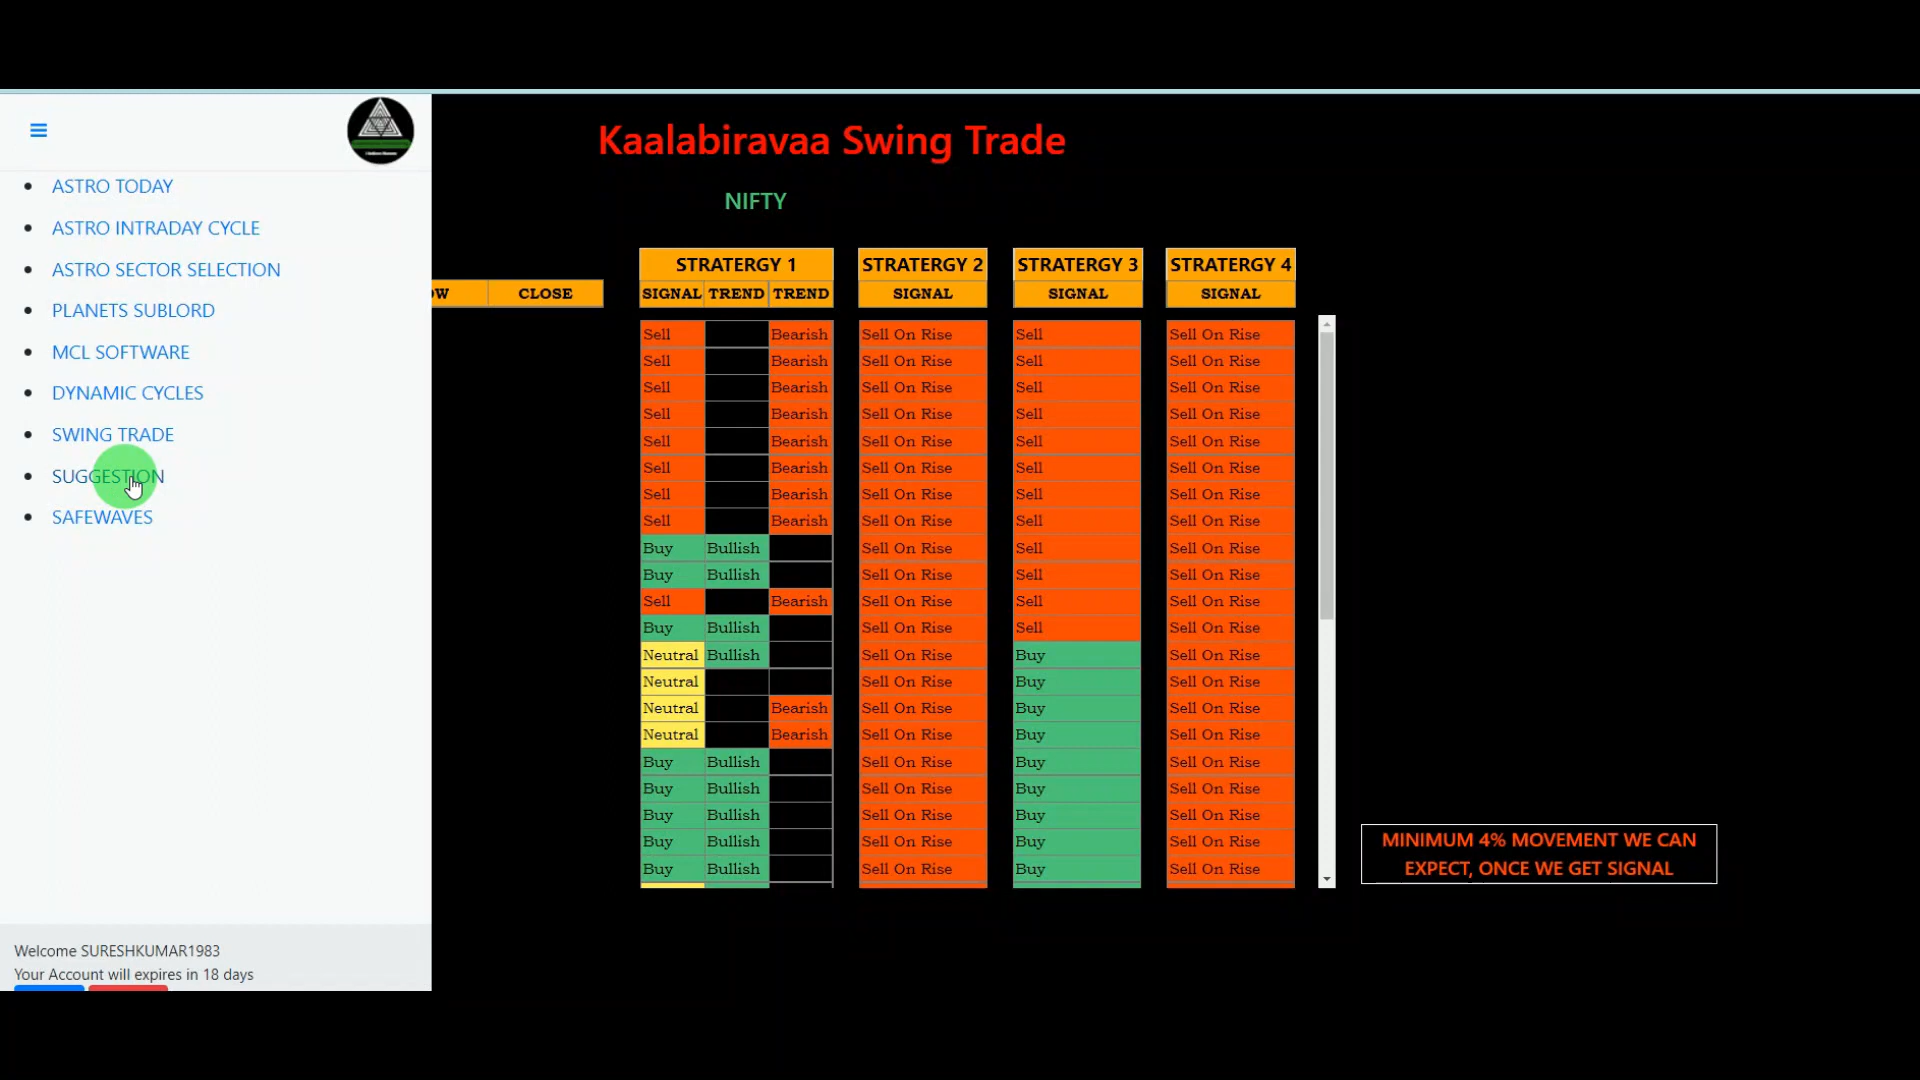 Kaalabiravaa Swing Trade
NIFTY
ASTRO TODAY
ASTRO INTRADAY CYCLE
ASTRO SECTOR SELECTION
PLANETS SUBLORD
MCL SOFTWARE
DYNAMIC CYCLES
SWING TRADE
SUGGESTION
SAFEWAVES
Welcome SURESHKUMAR1983
Your Account will expires in 18 days
STRATERGY 1 STRATERGY 2 STRATERGY 3 STRATERGY 4
CLOSE SIGNAL TREND TREND SIGNAL SIGNAL SIGNAL
Sell Bearish Sell On Rise Sell Sell On Rise
Sell Bearish Sell On Rise Sell Sell On Rise
Sell Bearish Sell On Rise Sell Sell On Rise
Sell Bearish Sell On Rise Sell Sell On Rise
Sell Bearish Sell On Rise Sell Sell On Rise
Sell Bearish Sell On Rise Sell Sell On Rise
Sell Bearish Sell On Rise Sell Sell On Rise
Sell Bearish Sell On Rise Sell Sell On Rise
Buy Bullish Sell On Rise Sell Sell On Rise
Buy Bullish Sell On Rise Sell Sell On Rise
Sell Bearish Sell On Rise Sell Sell On Rise
Buy Bullish Sell On Rise Sell Sell On Rise
Neutral Bullish Sell On Rise Buy Sell On Rise
Neutral Sell On Rise Buy Sell On Rise
Neutral Bearish Sell On Rise Buy Sell On Rise
Neutral Bearish Sell On Rise Buy Sell On Rise
Buy Bullish Sell On Rise Buy Sell On Rise
Buy Bullish Sell On Rise Buy Sell On Rise
Buy Bullish Sell On Rise Buy Sell On Rise
Buy Bullish Sell On Rise Buy Sell On Rise
Buy Bullish Sell On Rise Buy Sell On Rise
MINIMUM 4% MOVEMENT WE CAN
EXPECT, ONCE WE GET SIGNAL